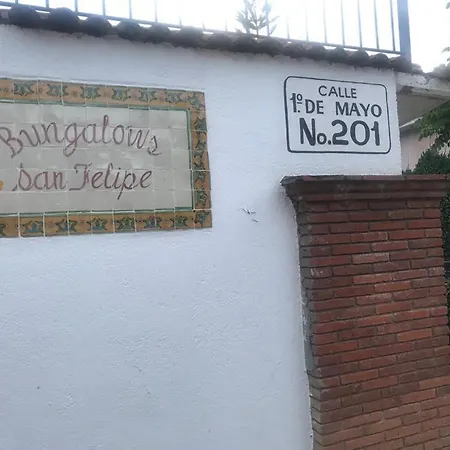 Bungalows
San Felipe
CALLE
1º DE MAYO
No. 201